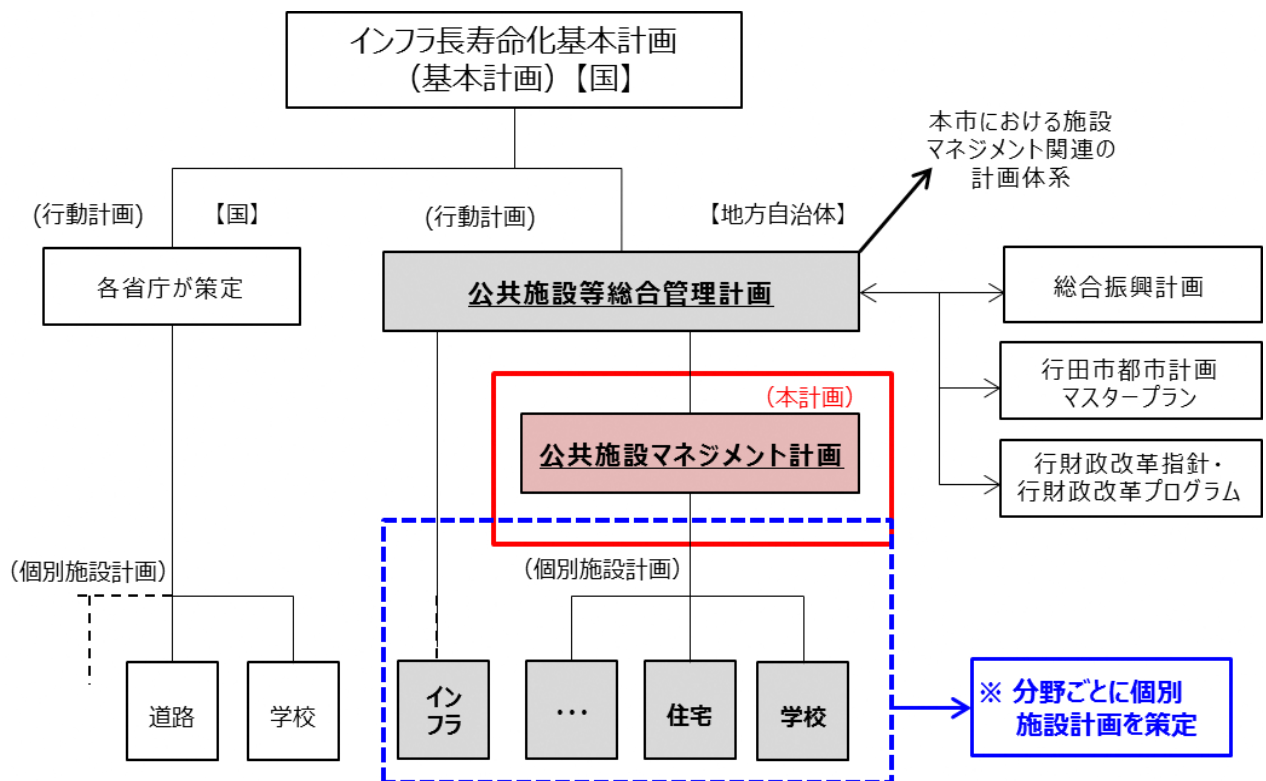 インフラ長寿命化基本計画
（基本計画）【国】
本市における施設
マネジメント関連の
計画体系
(行動計画)
【国】
(行動計画)
【地方自治体】
各省庁が策定
公共施設等総合管理計画
総合振興計画
行田市都市計画
マスタープラン
行財政改革指針・
行財政改革プログラム
（本計画）
公共施設マネジメント計画
（個別施設計画）
（個別施設計画）
道路
学校
イン
フラ
…
住宅
学校
※ 分野ごとに個別
施設計画を策定